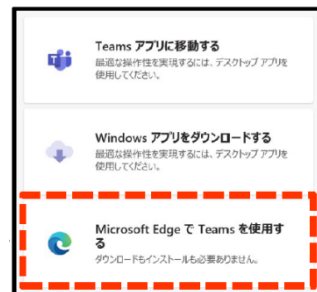 Teams アプリに移動する
最適な操作性を実現するには、デスクトップ アプリを
使用してください。
Windows アプリをダウンロードする
最適な操作性を実現するには、デスクトップ アプリを
使用してください。
Microsoft Edge で Teams を使用す
る
ダウンロードもインストールも必要ありません。